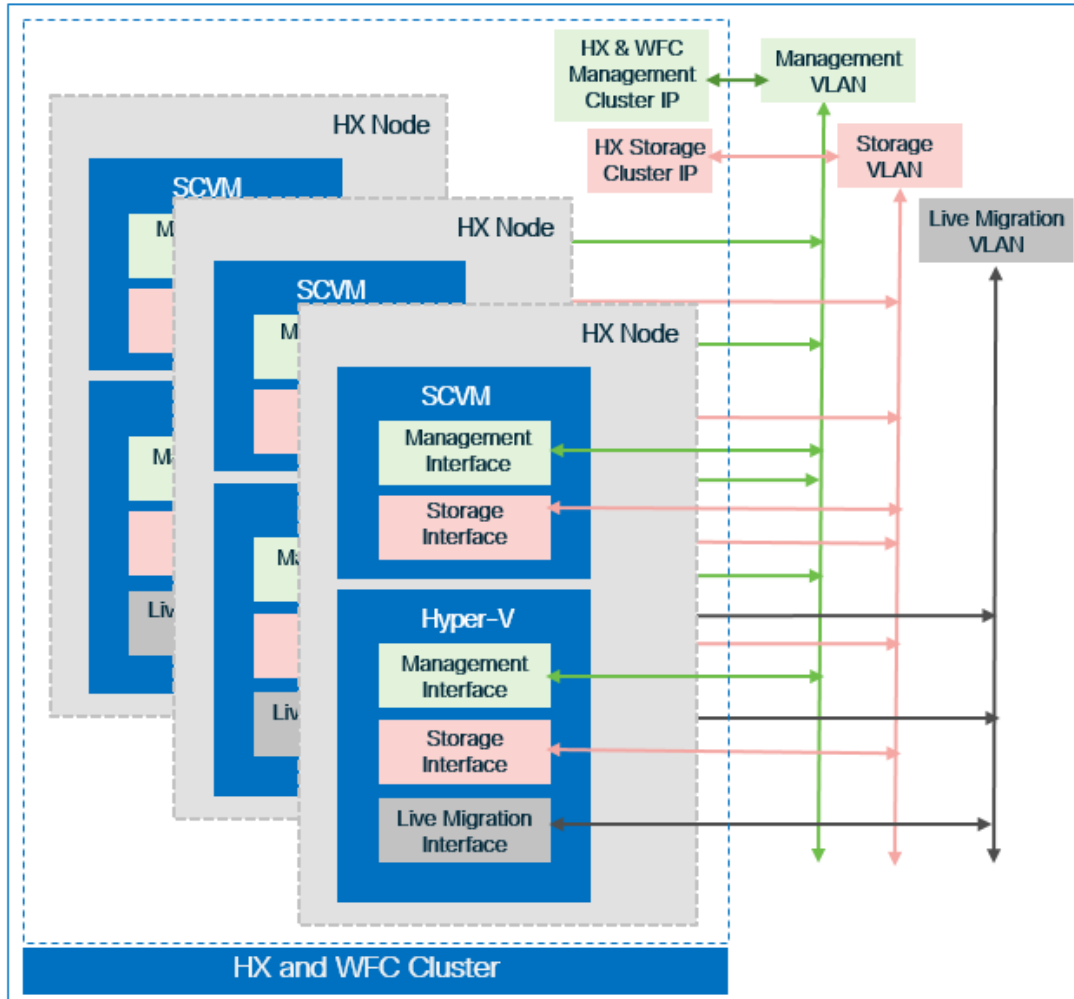 HX & WFC
Management
Cluster IP
Management
VLAN
HX Storage
Cluster IP
Storage
VLAN
Live Migration
VLAN
HX Node
SCVM
HX Node
SCVM
HX Node
SCVM
Management
Interface
Storage
Interface
Hyper-V
Management
Interface
Storage
Interface
Live Migration
Interface
HX and WFC Cluster